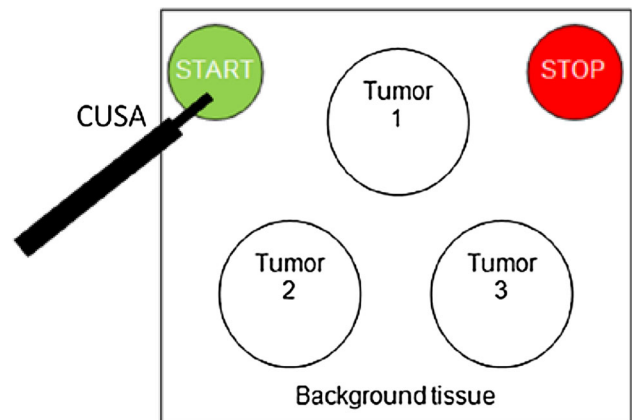 START
STOP
Tumor
1
CUSA
Tumor
2
Tumor
3
Background tissue